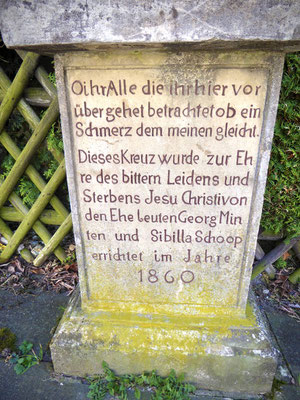 O ihr Alle die ihr hier vor
über gehet betrachtet ob ein
Schmerz dem meinen gleicht.
Dieses Kreuz wurde zur Eh
re des bittern Leidens und
Sterbens Jesu Christi von
den Ehe leuten Georg Min
ten und Sibilla Schoop
errichtet im Jahre
1860